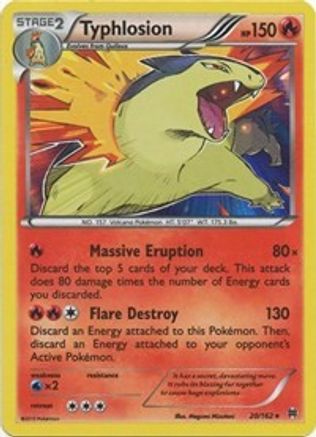 STAGE2 Typhlosion HP150
Evolves from Quilava
NO. 157 Volcano Pokémon HT: 5'07" WT: 175.3 lbs.
Massive Eruption 80×
Discard the top 5 cards of your deck. This attack
does 80 damage times the number of Energy cards
you discarded.
Flare Destroy 130
Discard an Energy attached to this Pokémon. Then,
discard an Energy attached to your opponent's
Active Pokémon.
weakness resistance
×2
It has a secret, devastating move.
It rubs its blazing fur together
to cause huge explosions.
retreat
©2015 Pokémon Illus. Megumi Mizutani 20/162 ★